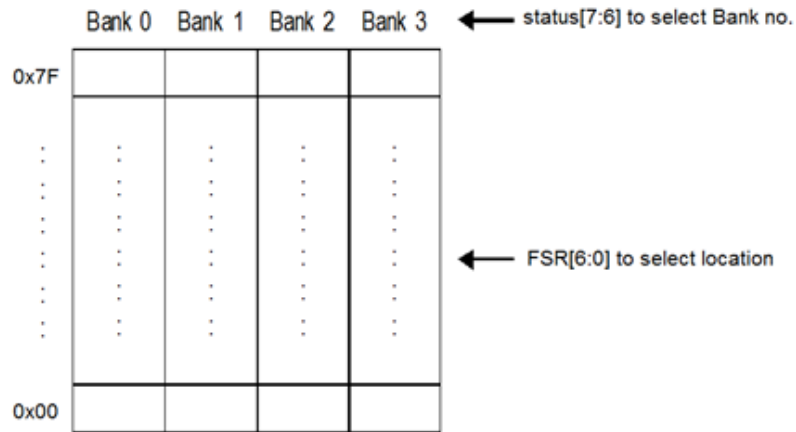 Bank 0 Bank 1 Bank 2 Bank 3 status[7:6] to select Bank no.
0x7F
FSR[6:0] to select location
0x00